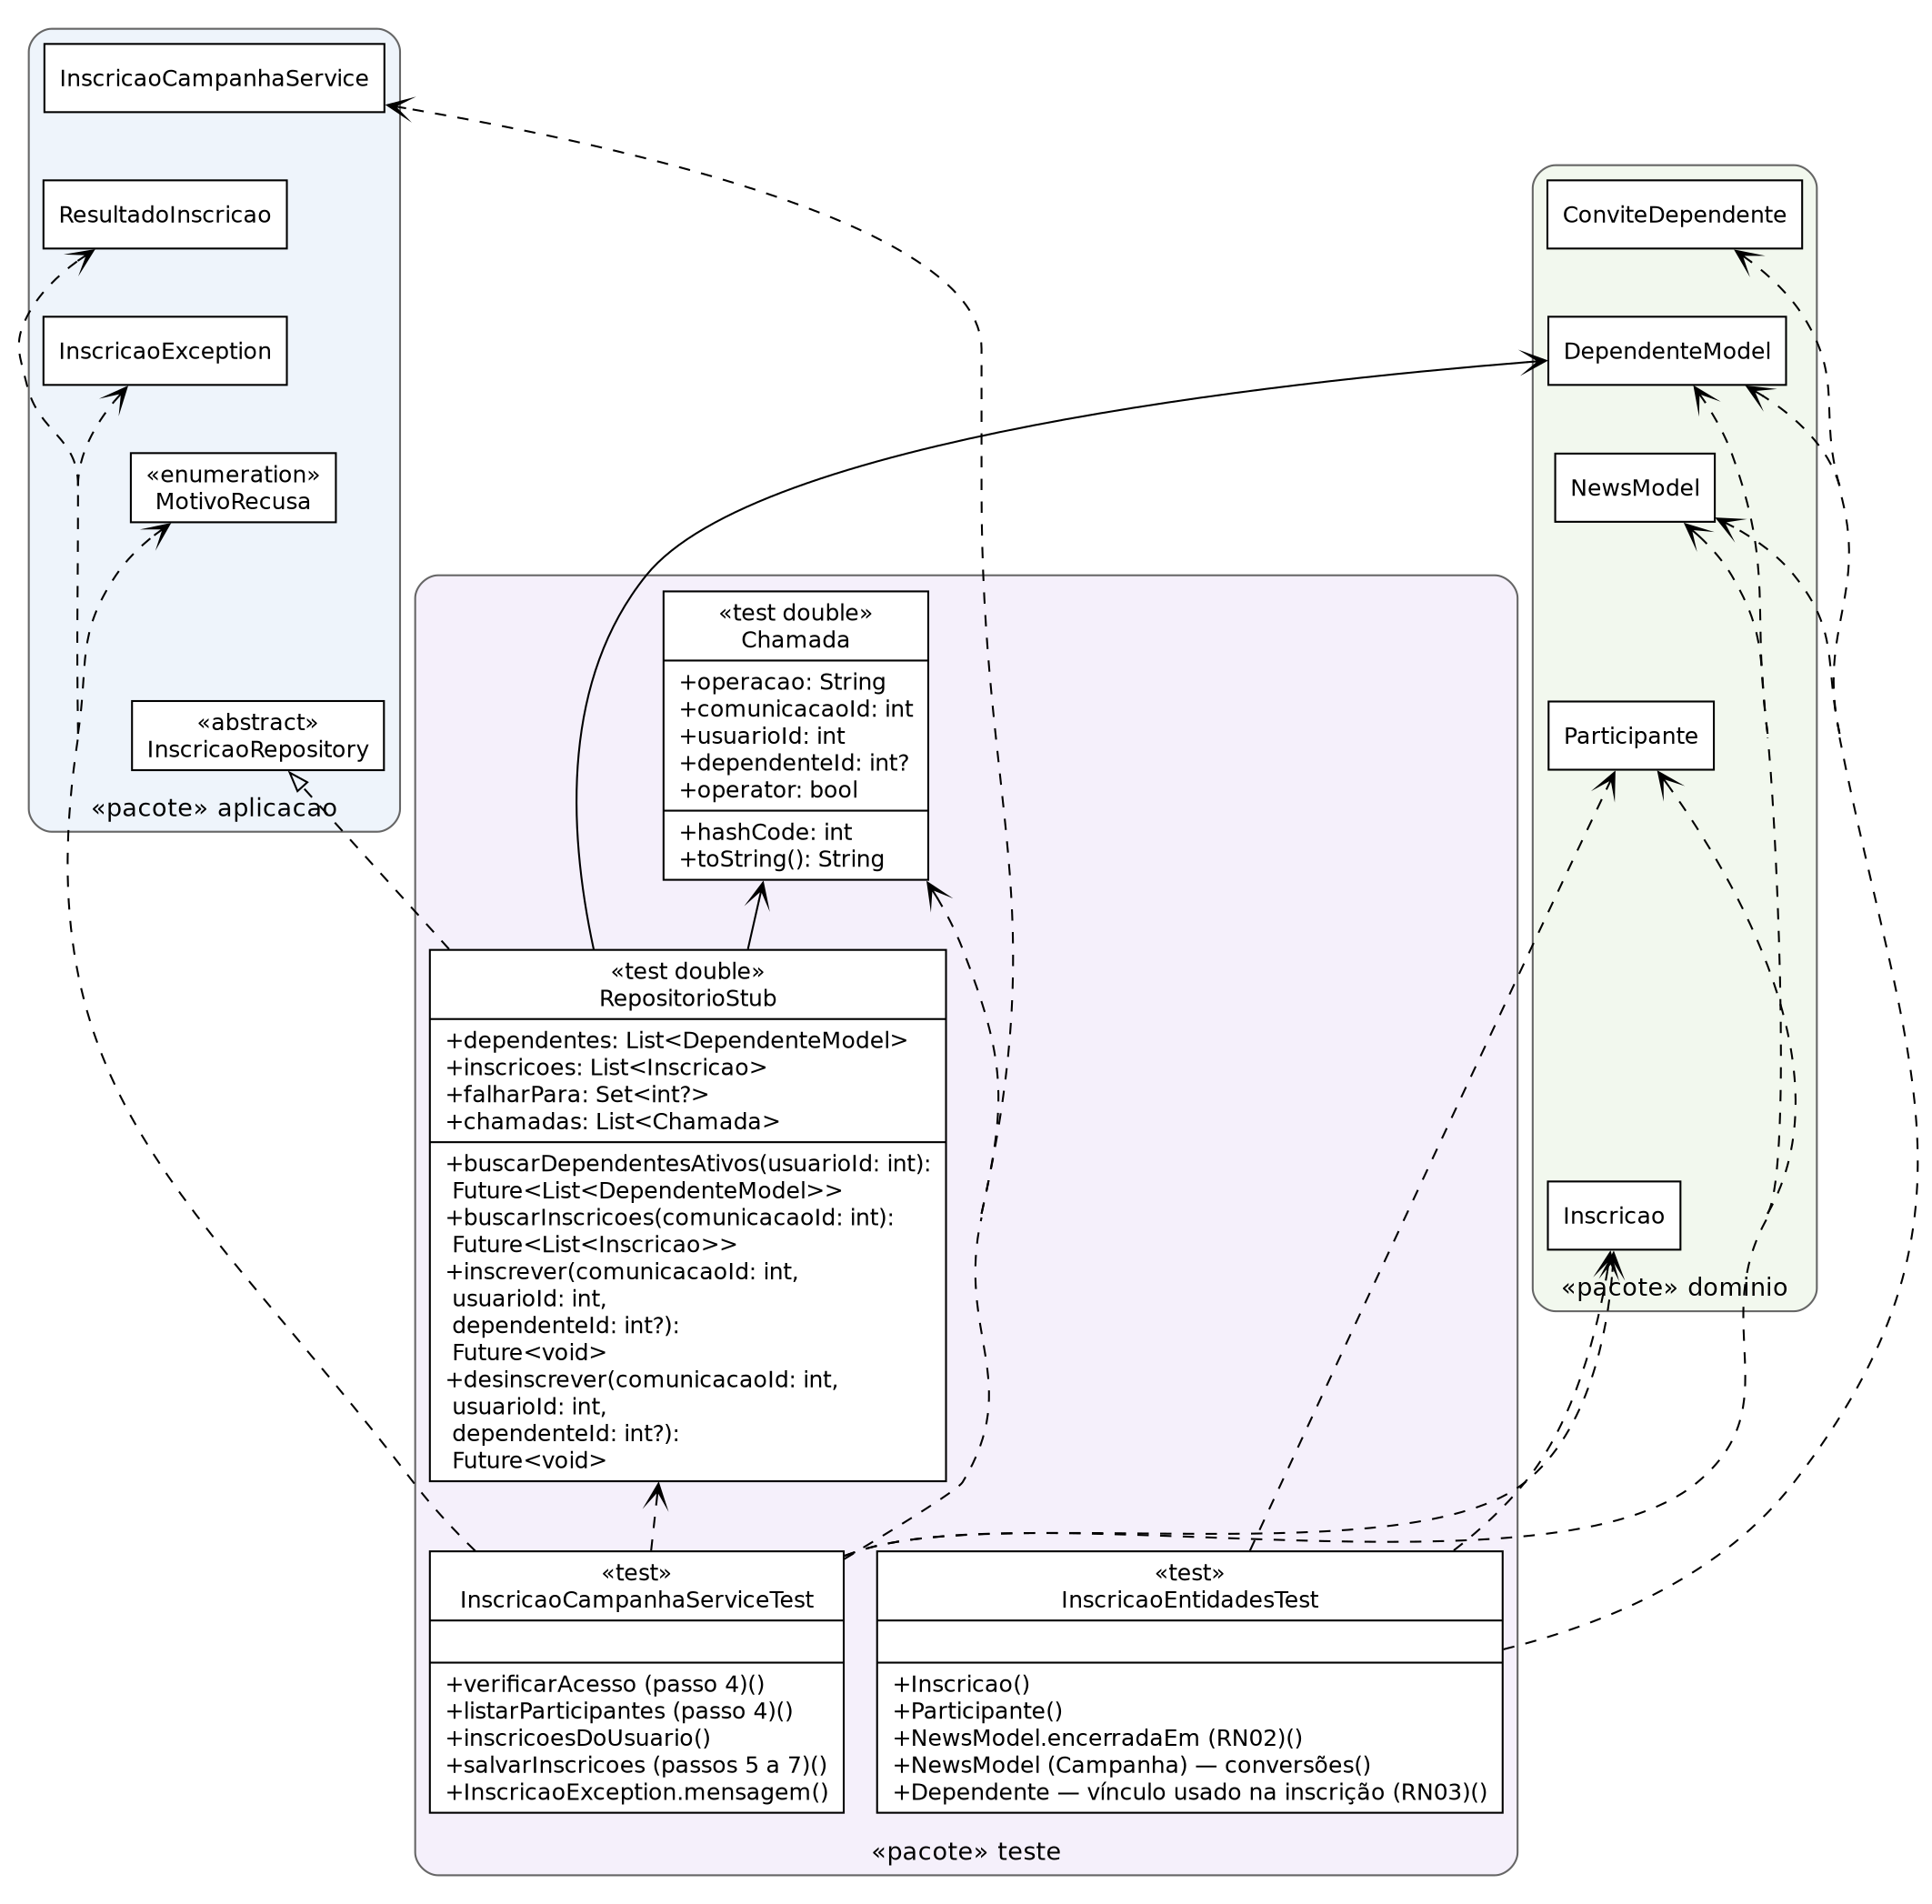 InscricaoCampanhaService
ResultadoInscricao
InscricaoException
«enumeration»
MotivoRecusa
«abstract»
InscricaoRepository
«pacote» aplicacao
ConviteDependente
DependenteModel
NewsModel
Participante
Inscricao
«pacote» dominio
«test double»
Chamada
+operacao: String
+comunicacaoId: int
+usuarioId: int
+dependenteId: int?
+operator: bool
+hashCode: int
+toString(): String
«test double»
RepositorioStub
+dependentes: List<DependenteModel>
+inscricoes: List<Inscricao>
+falharPara: Set<int?>
+chamadas: List<Chamada>
+buscarDependentesAtivos(usuarioId: int):
Future<List<DependenteModel>>
+buscarInscricoes(comunicacaoId: int):
Future<List<Inscricao>>
+inscrever(comunicacaoId: int,
usuarioId: int,
dependenteId: int?):
Future<void>
+desinscrever(comunicacaoId: int,
usuarioId: int,
dependenteId: int?):
Future<void>
«test»
InscricaoCampanhaServiceTest
+verificarAcesso (passo 4)()
+listarParticipantes (passo 4)()
+inscricoesDoUsuario()
+salvarInscricoes (passos 5 a 7)()
+InscricaoException.mensagem()
«test»
InscricaoEntidadesTest
+Inscricao()
+Participante()
+NewsModel.encerradaEm (RN02)()
+NewsModel (Campanha) — conversões()
+Dependente — vínculo usado na inscrição (RN03)()
«pacote» teste